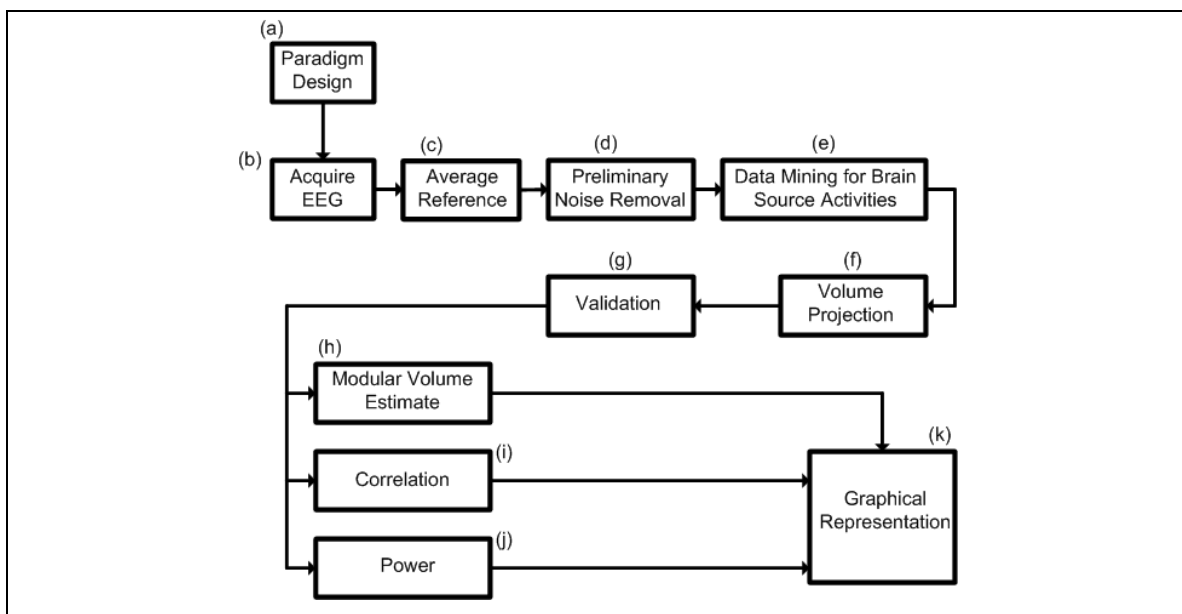 (a)
Paradigm
Design
(b)
Acquire
EEG
(c)
Average
Reference
(d)
Preliminary
Noise Removal
(e)
Data Mining for Brain
Source Activities
(f)
Volume
Projection
(g)
Validation
(h)
Modular Volume
Estimate
(i)
Correlation
(j)
Power
(k)
Graphical
Representation